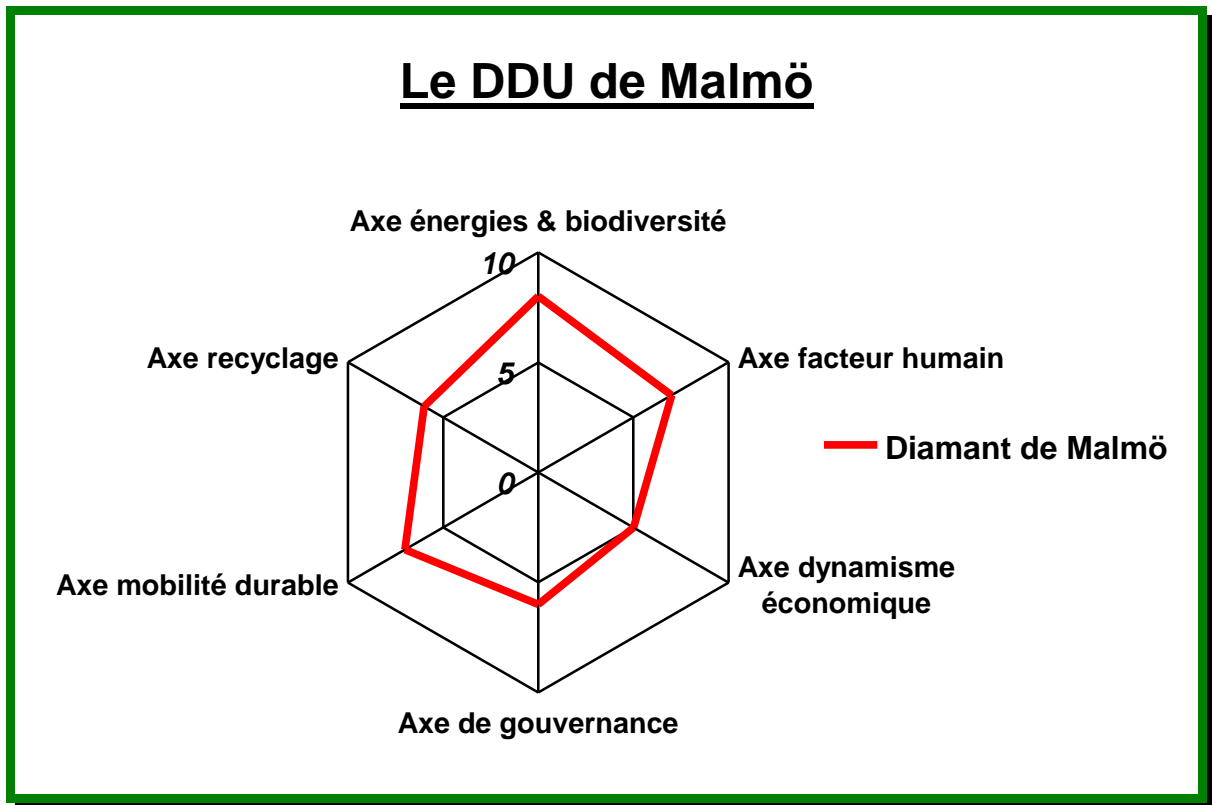 Le DDU de Malmö
Axe énergies & biodiversité
10
Axe recyclage
5
Axe facteur humain
Diamant de Malmö
0
Axe mobilité durable
Axe dynamisme
économique
Axe de gouvernance